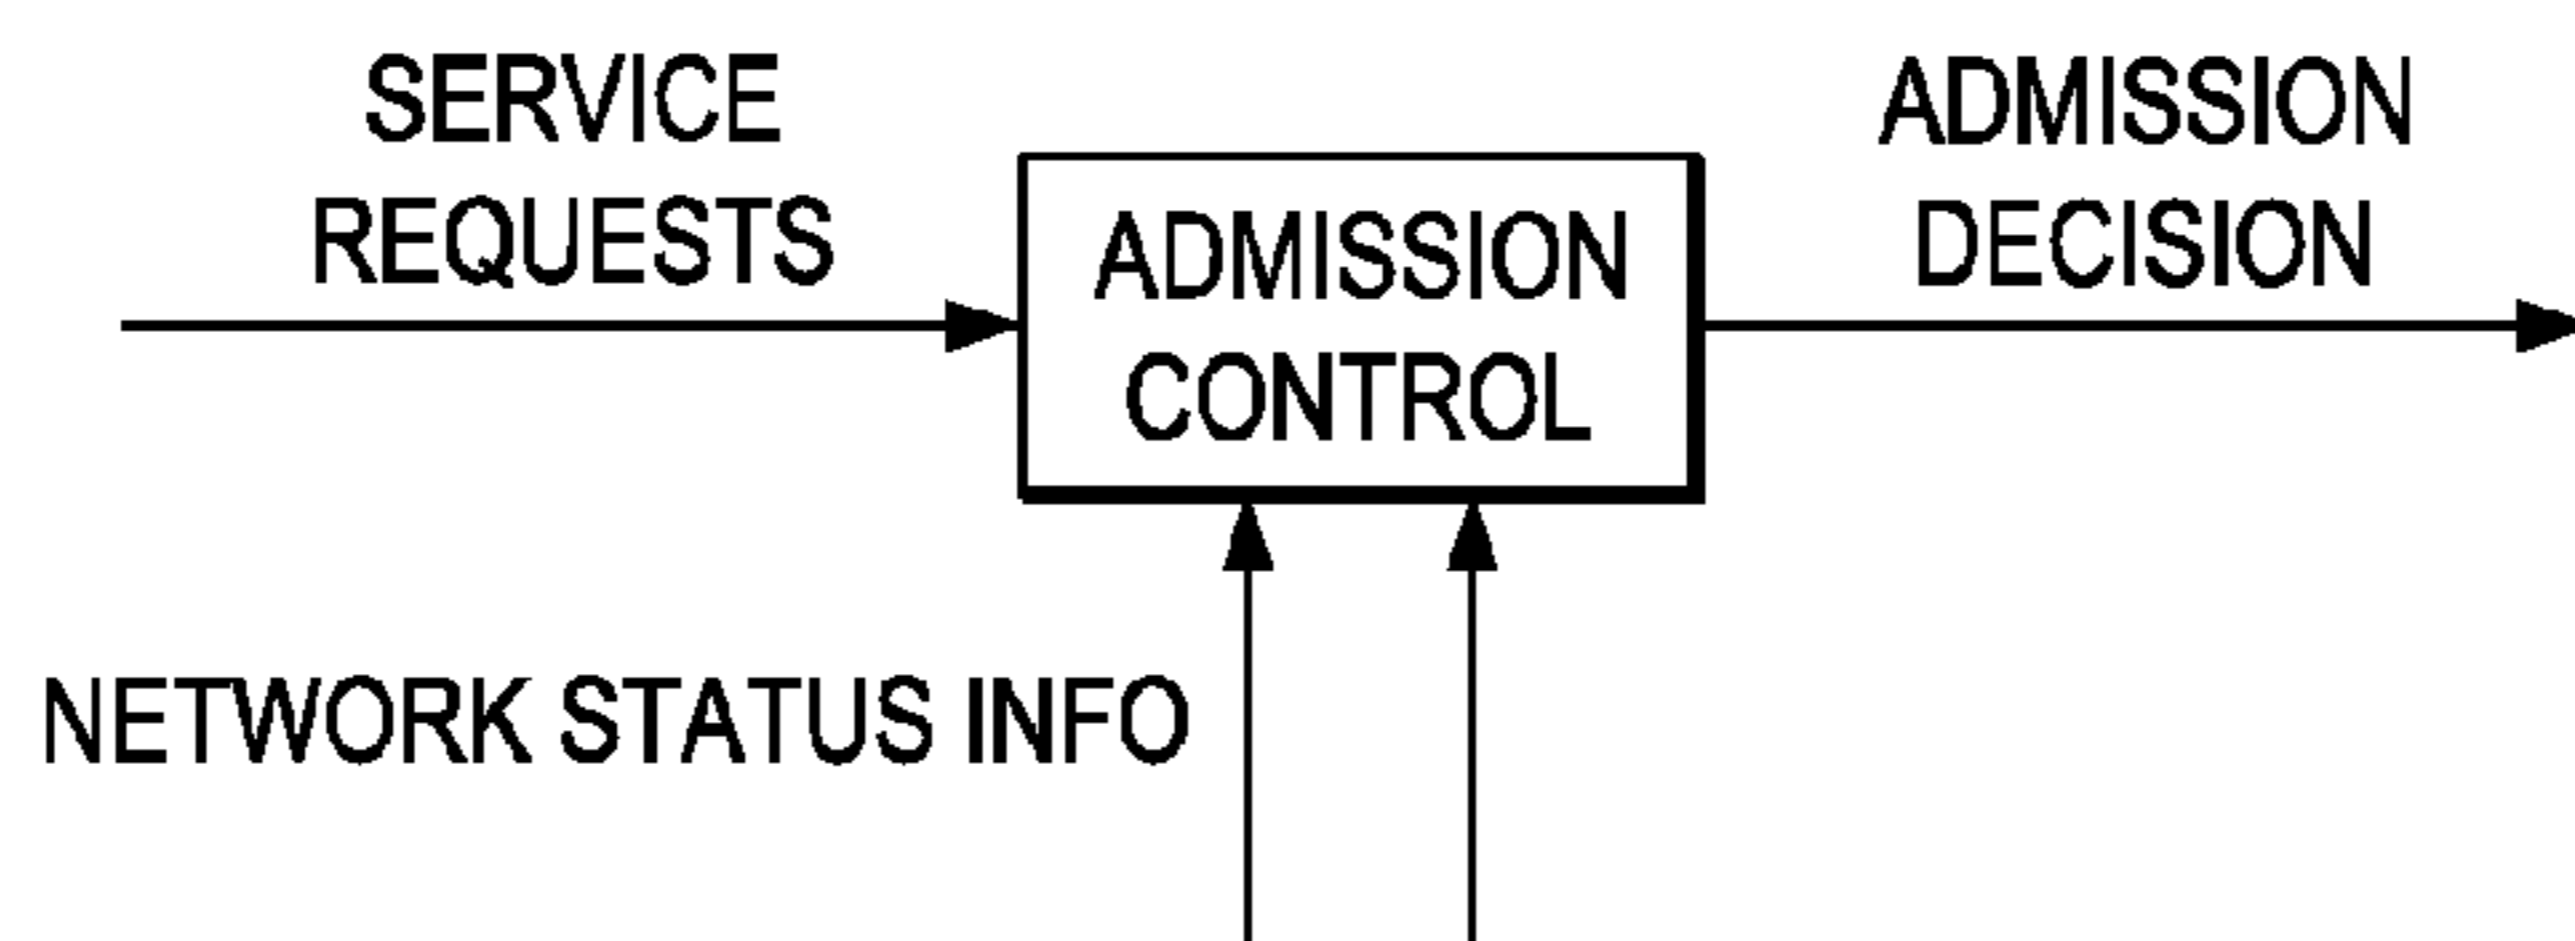 SERVICE
REQUESTS
ADMISSION
CONTROL
ADMISSION
DECISION
NETWORK STATUS INFO